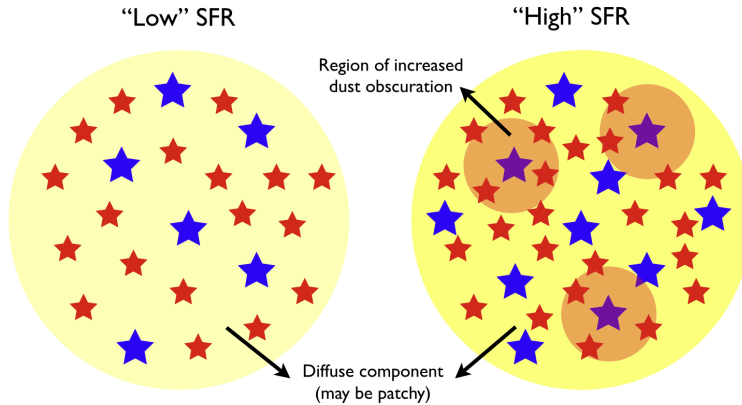 “Low” SFR
“High” SFR
Region of increased
dust obscuration
Diffuse component
(may be patchy)